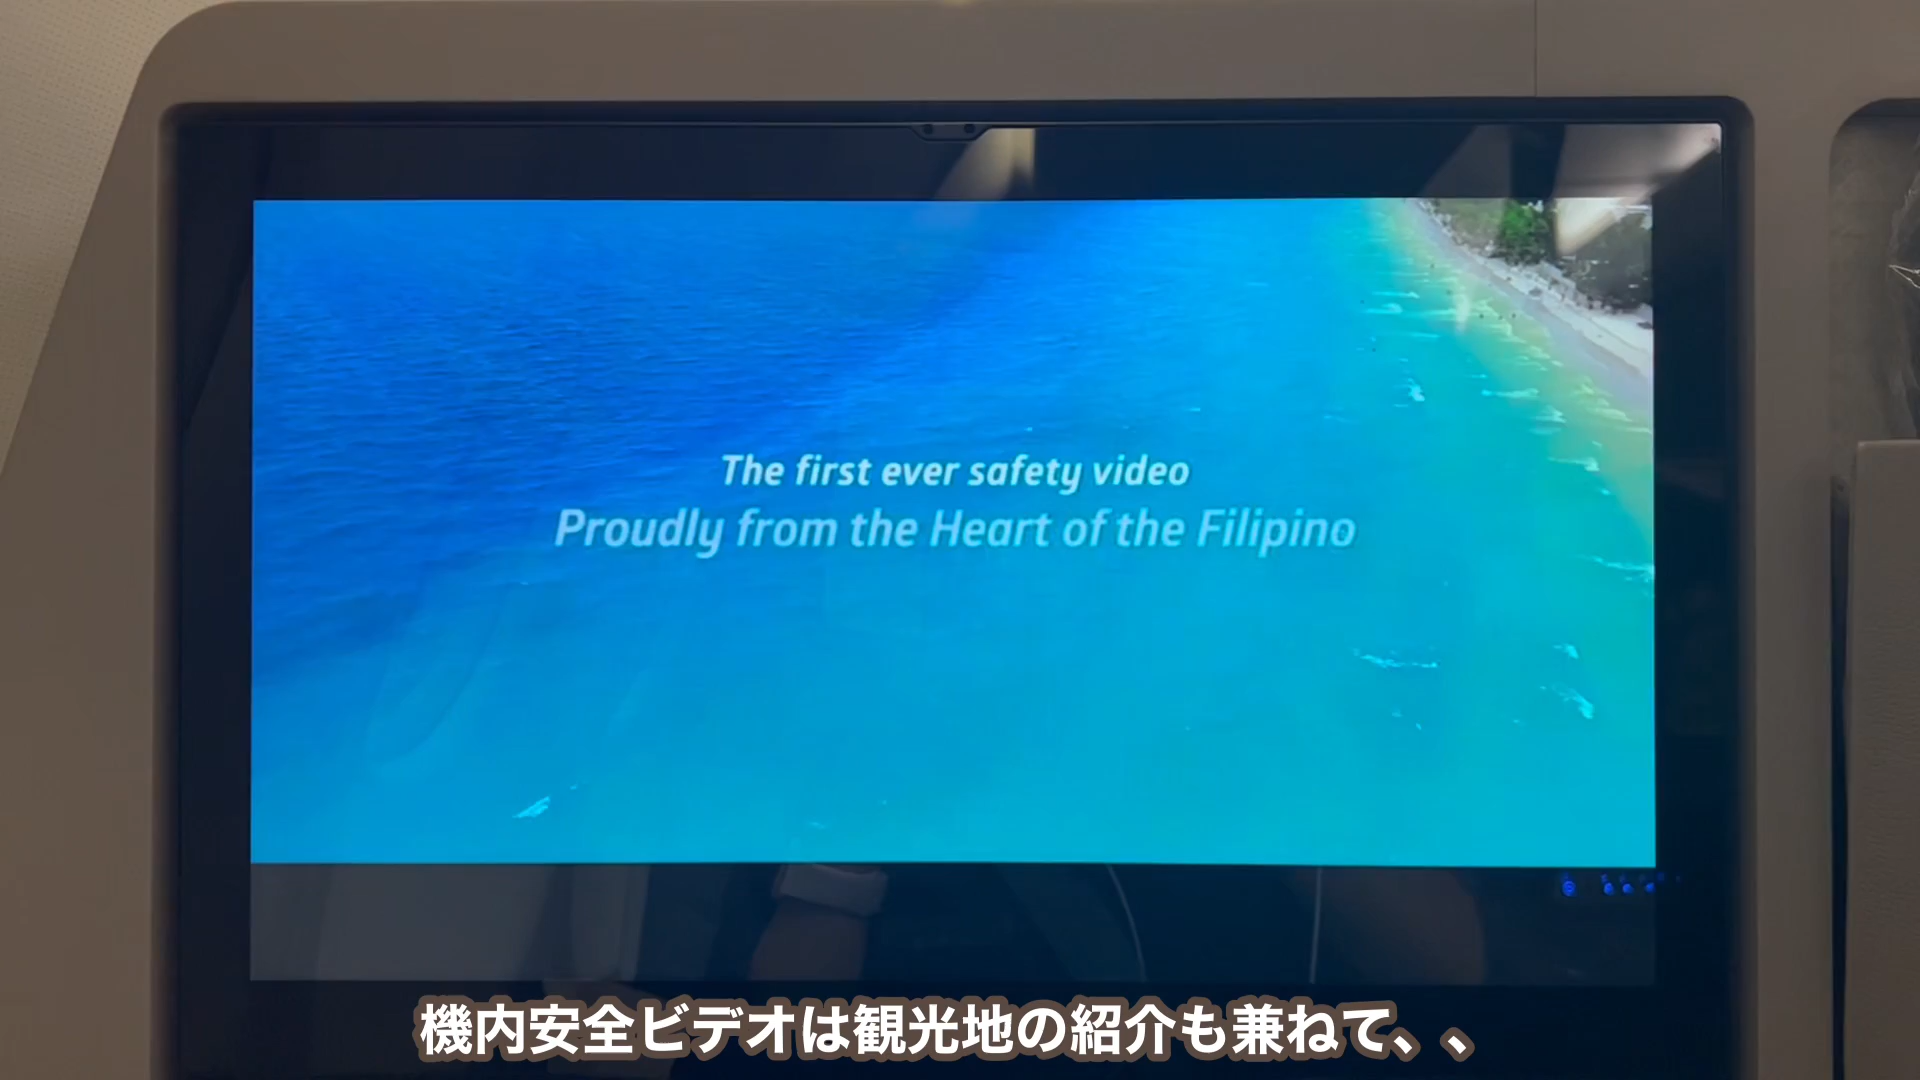 The first ever safety video
Proudly from the Heart of the Filipino
機内安全ビデオは観光地の紹介も兼ねて、、